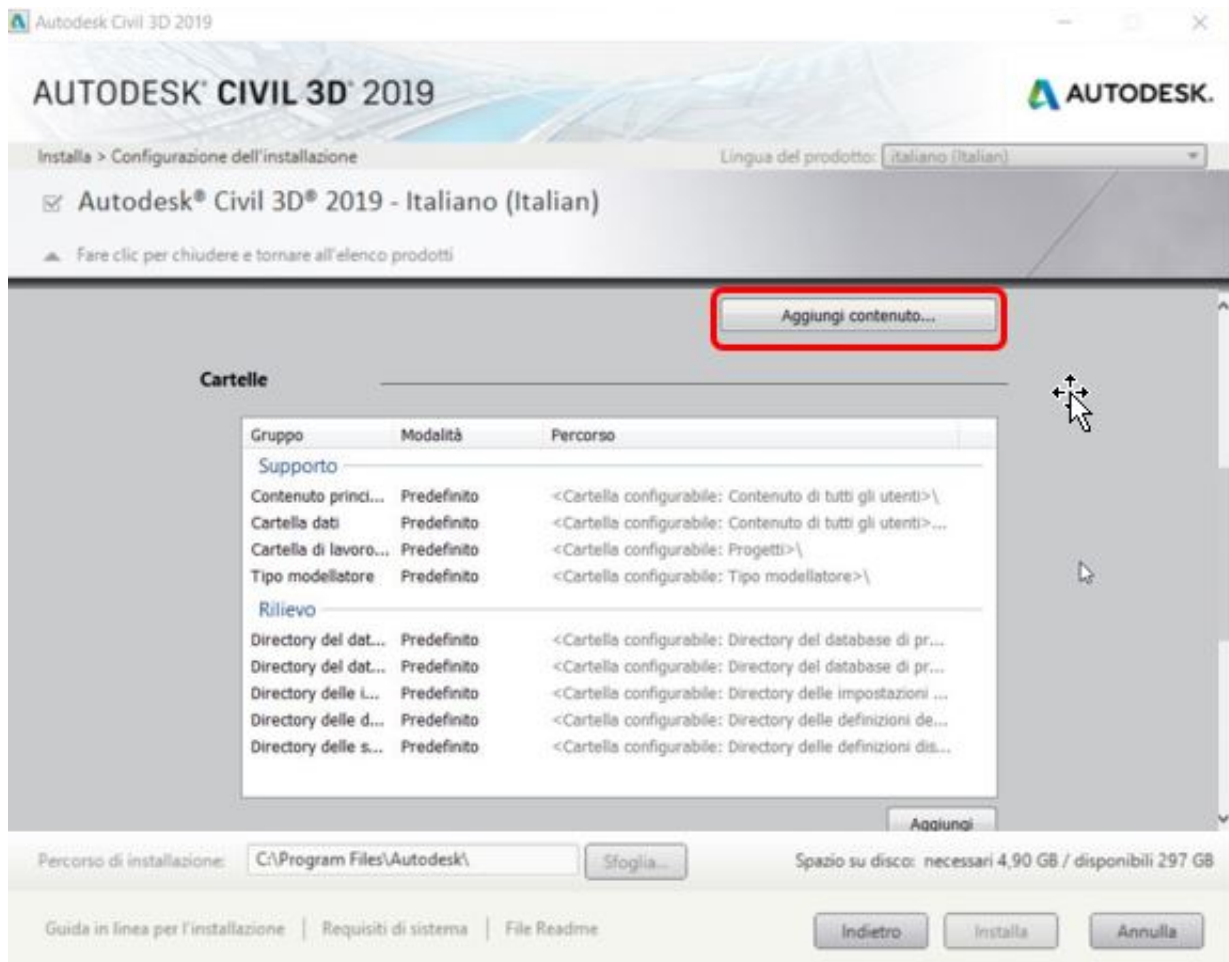 Autodesk Civil 3D 2019
AUTODESK® CIVIL 3D® 2019
AUTODESK.
Installa > Configurazione dell'installazione
Lingua del prodotto: italiano (Italian)
Autodesk® Civil 3D® 2019 - Italiano (Italian)
Fare clic per chiudere e tornare all'elenco prodotti
Aggiungi contenuto...
Cartelle
Gruppo Modalità Percorso
Supporto
Contenuto princi... Predefinito <Cartella configurabile: Contenuto di tutti gli utenti>\
Cartella dati Predefinito <Cartella configurabile: Contenuto di tutti gli utenti>...
Cartella di lavoro... Predefinito <Cartella configurabile: Progetti>\
Tipo modellatore Predefinito <Cartella configurabile: Tipo modellatore>\
Rilievo
Directory del dat... Predefinito <Cartella configurabile: Directory del database di pr...
Directory del dat... Predefinito <Cartella configurabile: Directory del database di pr...
Directory delle i... Predefinito <Cartella configurabile: Directory delle impostazioni ...
Directory delle d... Predefinito <Cartella configurabile: Directory delle definizioni de...
Directory delle s... Predefinito <Cartella configurabile: Directory delle definizioni dis...
Aggiungi
Percorso di installazione: C:\Program Files\Autodesk\ Sfoglia... Spazio su disco: necessari 4,90 GB / disponibili 297 GB
Guida in linea per l'installazione | Requisiti di sistema | File Readme Indietro Installa Annulla